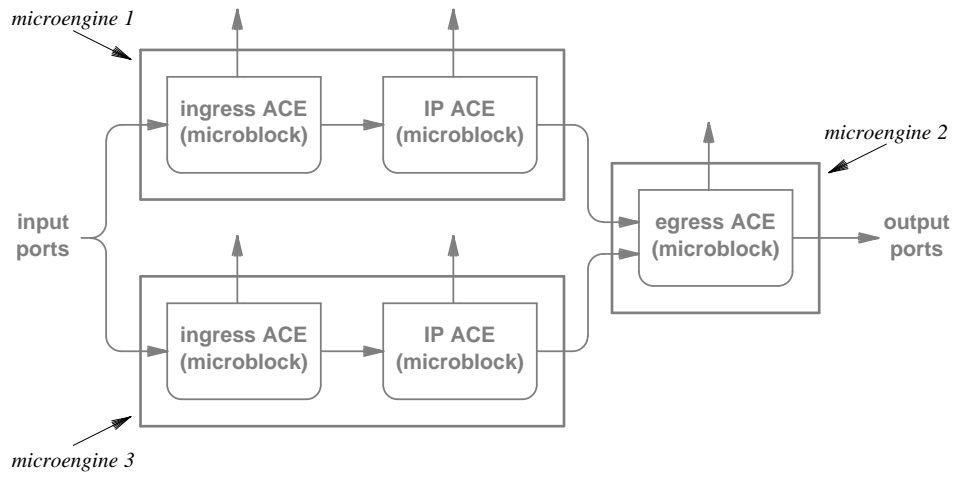 microengine 1
ingress ACE
(microblock)
IP ACE
(microblock)
microengine 2
input
ports
egress ACE
(microblock)
output
ports
ingress ACE
(microblock)
IP ACE
(microblock)
microengine 3